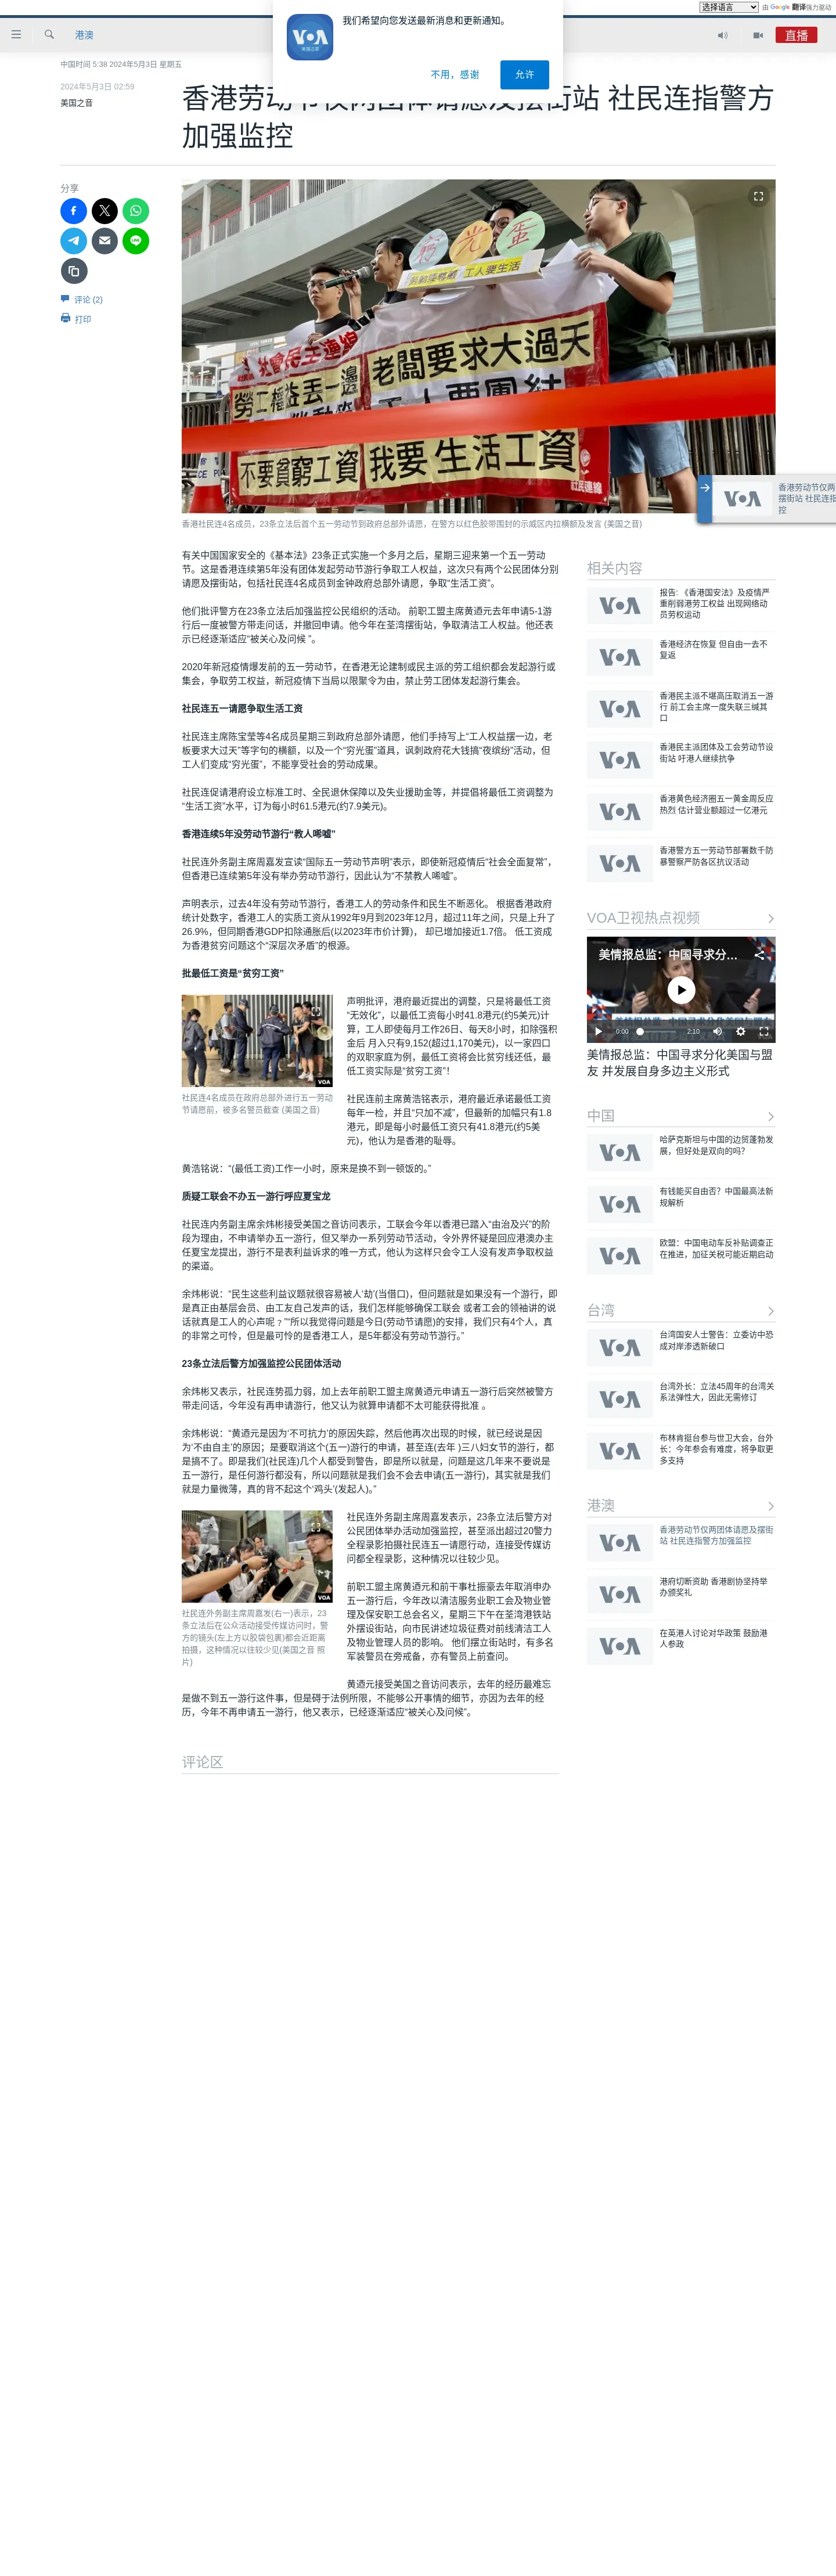 选择语言
由 Google 翻译强力驱动
港澳
直播
我们希望向您发送最新消息和更新通知。
VOA
美国之音
不用，感谢
允许
中国时间 5:38 2024年5月3日 星期五
2024年5月3日 02:59
美国之音
香港劳动节仅两团体请愿及摆街站 社民连指警方
加强监控
分享
评论 (2)
打印
窮光蛋
工人要生活
社會民主連線
老闆要求大過天
勞工權益丟一邊
工人要團結
不要貧窮工資
我要生活工資
社民連線
香港社民连4名成员，23条立法后首个五一劳动节到政府总部外请愿，在警方以红色胶带围封的示威区内拉横额及发言 (美国之音)
香港劳动节仅两
摆街站 社民连指
控
VOA
有关中国国家安全的《基本法》23条正式实施一个多月之后，星期三迎来第一个五一劳动
节。这是香港连续第5年没有团体发起劳动节游行争取工人权益，这次只有两个公民团体分别
请愿及摆街站，包括社民连4名成员到金钟政府总部外请愿，争取“生活工资”。
他们批评警方在23条立法后加强监控公民组织的活动。 前职工盟主席黄迺元去年申请5-1游
行后一度被警方带走问话，并撤回申请。他今年在荃湾摆街站，争取清洁工人权益。他还表
示已经逐渐适应“被关心及问候 ”。
2020年新冠疫情爆发前的五一劳动节，在香港无论建制或民主派的劳工组织都会发起游行或
集会，争取劳工权益，新冠疫情下当局以限聚令为由，禁止劳工团体发起游行集会。
社民连五一请愿争取生活工资
社民连主席陈宝莹等4名成员星期三到政府总部外请愿，他们手持写上“工人权益摆一边，老
板要求大过天”等字句的横额，以及一个“穷光蛋”道具，讽刺政府花大钱搞“夜缤纷”活动，但
工人们变成“穷光蛋”，不能享受社会的劳动成果。
社民连促请港府设立标准工时、全民退休保障以及失业援助金等，并提倡将最低工资调整为
“生活工资”水平，订为每小时61.5港元(约7.9美元)。
香港连续5年没劳动节游行“教人唏嘘”
社民连外务副主席周嘉发宣读“国际五一劳动节声明”表示，即使新冠疫情后“社会全面复常”，
但香港已连续第5年没有举办劳动节游行，因此认为“不禁教人唏嘘”。
声明表示，过去4年没有劳动节游行，香港工人的劳动条件和民生不断恶化。 根据香港政府
统计处数字，香港工人的实质工资从1992年9月到2023年12月，超过11年之间，只是上升了
26.9%，但同期香港GDP扣除通胀后(以2023年市价计算)， 却已增加接近1.7倍。 低工资成
为香港贫穷问题这个“深层次矛盾”的根源。
批最低工资是“贫穷工资”
VOA
社民连4名成员在政府总部外进行五一劳动
节请愿前，被多名警员截查 (美国之音)
声明批评，港府最近提出的调整，只是将最低工资
“无效化”，以最低工资每小时41.8港元(约5美元)计
算，工人即使每月工作26日、每天8小时，扣除强积
金后 月入只有9,152(超过1,170美元)，以一家四口
的双职家庭为例，最低工资将会比贫穷线还低，最
低工资实际是“贫穷工资”！
社民连前主席黄浩铭表示，港府最近承诺最低工资
每年一检，并且“只加不减”，但最新的加幅只有1.8
港元，即是每小时最低工资只有41.8港元(约5美
元)，他认为是香港的耻辱。
黄浩铭说：“(最低工资)工作一小时，原来是换不到一顿饭的。”
质疑工联会不办五一游行呼应夏宝龙
社民连内务副主席余炜彬接受美国之音访问表示，工联会今年以香港已踏入“由治及兴”的阶
段为理由，不申请举办五一游行，但又举办一系列劳动节活动，令外界怀疑是回应港澳办主
任夏宝龙提出，游行不是表利益诉求的唯一方式，他认为这样只会令工人没有发声争取权益
的渠道。
余炜彬说：“民生这些利益议题就很容易被人‘劫’(当借口)，但问题就是如果没有一个游行，即
是真正由基层会员、由工友自己发声的话，我们怎样能够确保工联会 或者工会的领袖讲的说
话就真是工人的心声呢﹖”“所以我觉得问题是今日(劳动节请愿)的安排，我们只有4个人，真
的非常之可怜，但是最可怜的是香港工人，是5年都没有劳动节游行。”
23条立法后警方加强监控公民团体活动
余炜彬又表示，社民连势孤力弱，加上去年前职工盟主席黄迺元申请五一游行后突然被警方
带走问话，今年没有再申请游行，他又认为就算申请都不太可能获得批准 。
余炜彬说：“黄迺元是因为‘不可抗力’的原因失踪，然后他再次出现的时候，就已经说是因
为‘不由自主’的原因；是要取消这个(五一)游行的申请，甚至连(去年 )三八妇女节的游行，都
是搞不了。即是我们(社民连)几个人都受到警告，即是所以就是，问题是这几年来不要说是
五一游行，是任何游行都没有，所以问题就是我们会不会去申请(五一游行)，其实就是我们
就是力量微薄，真的背不起这个‘鸡头’(发起人)。”
VOA
社民连外务副主席周嘉发(右一)表示，23
条立法后在公众活动接受传媒访问时，警
方的镜头(左上方以胶袋包裹)都会近距离
拍摄，这种情况以往较少见(美国之音 照
片)
社民连外务副主席周嘉发表示，23条立法后警方对
公民团体举办活动加强监控，甚至派出超过20警力
全程录影拍摄社民连五一请愿行动，连接受传媒访
问都全程录影，这种情况以往较少见。
前职工盟主席黄迺元和前干事杜振豪去年取消申办
五一游行后，今年改以清洁服务业职工会及物业管
理及保安职工总会名义，星期三下午在荃湾港铁站
外摆设街站，向市民讲述垃圾征费对前线清洁工人
及物业管理人员的影响。 他们摆立街站时，有多名
军装警员在旁戒备，亦有警员上前查问。
黄迺元接受美国之音访问表示，去年的经历最难忘
是做不到五一游行这件事，但是碍于法例所限，不能够公开事情的细节，亦因为去年的经
历，今年不再申请五一游行，他又表示，已经逐渐适应“被关心及问候”。
评论区
相关内容
VOA
报告: 《香港国安法》及疫情严
重削弱港劳工权益 出现网络动
员劳权运动
VOA
香港经济在恢复 但自由一去不
复返
VOA
香港民主派不堪高压取消五一游
行 前工会主席一度失联三缄其
口
VOA
香港民主派团体及工会劳动节设
街站 吁港人继续抗争
VOA
香港黄色经济圈五一黄金周反应
热烈 估计营业额超过一亿港元
VOA
香港警方五一劳动节部署数千防
暴警察严防各区抗议活动
VOA卫视热点视频
美情报总监：中国寻求分…
0:00
2:10
美情报总监：中国寻求分化美国与盟
友 并发展自身多边主义形式
中国
VOA
哈萨克斯坦与中国的边贸蓬勃发
展，但好处是双向的吗?
VOA
有钱能买自由否？中国最高法新
规解析
VOA
欧盟：中国电动车反补贴调查正
在推进，加征关税可能近期启动
台湾
VOA
台湾国安人士警告：立委访中恐
成对岸渗透新破口
VOA
台湾外长：立法45周年的台湾关
系法弹性大，因此无需修订
VOA
布林肯挺台参与世卫大会，台外
长：今年参会有难度，将争取更
多支持
港澳
VOA
香港劳动节仅两团体请愿及摆街
站 社民连指警方加强监控
VOA
港府切断资助 香港剧协坚持举
办颁奖礼
VOA
在英港人讨论对华政策 鼓励港
人参政